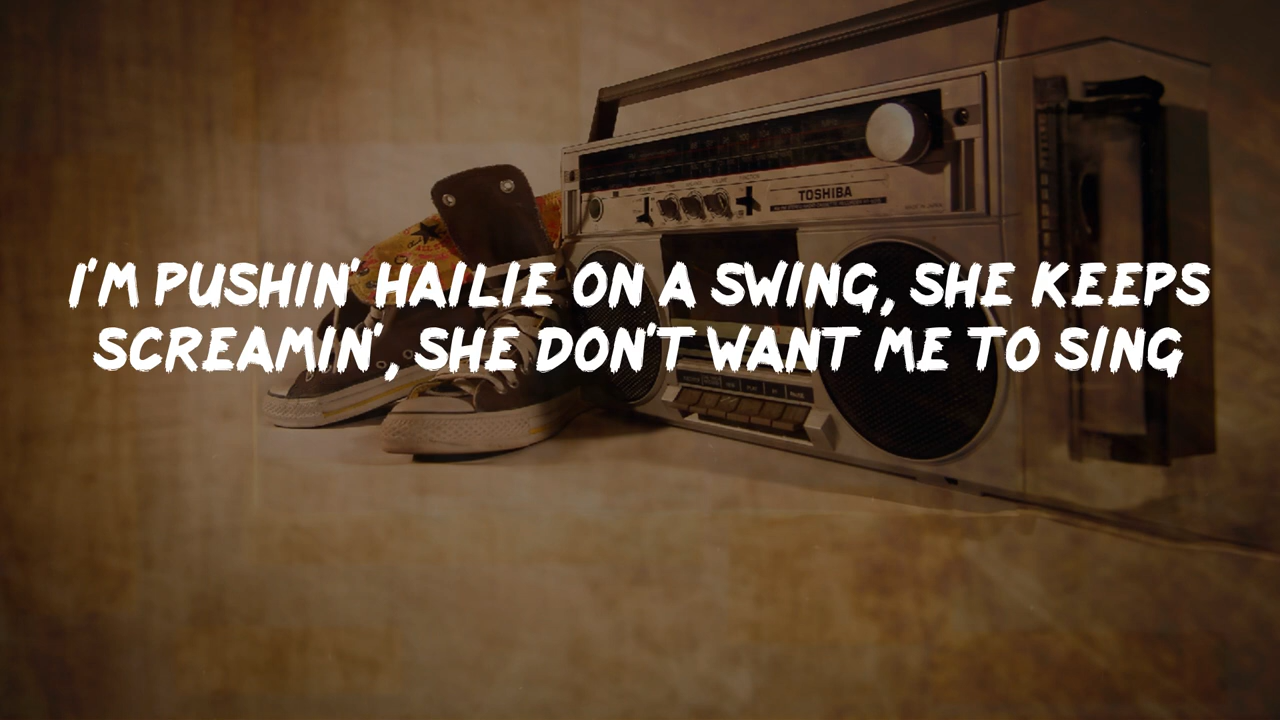 TOSHIBA
I'M PUSHIN' HAILIE ON A SWING, SHE KEEPS
SCREAMIN', SHE DON'T WANT ME TO SING